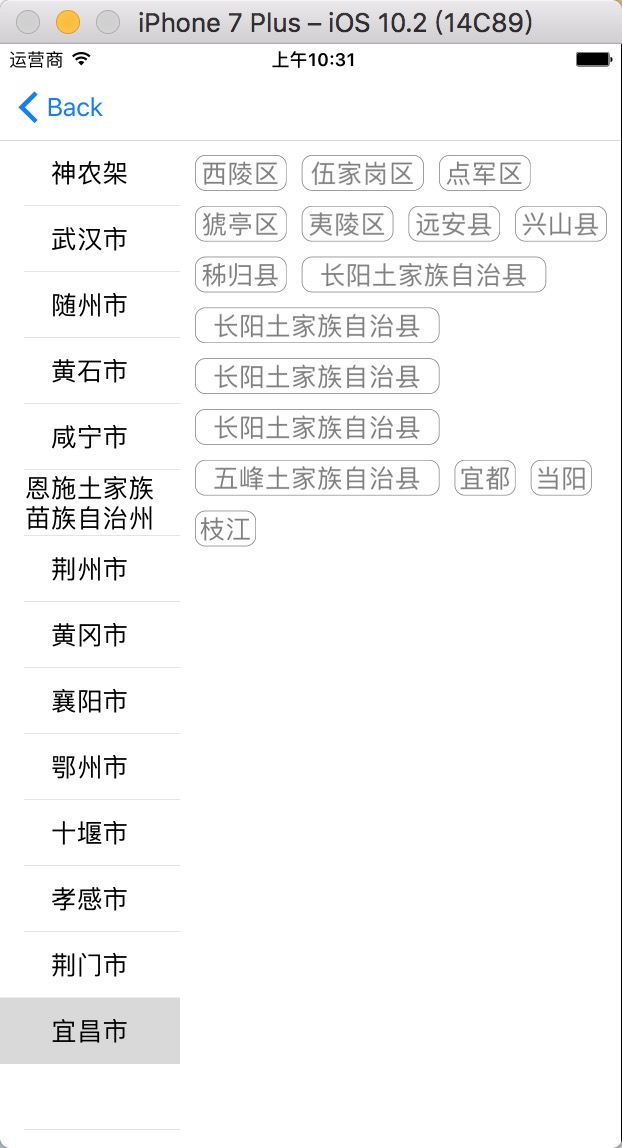 iPhone 7 Plus – iOS 10.2 (14C89)
运营商 上午10:31
Back
神农架
武汉市
随州市
黄石市
咸宁市
恩施土家族
苗族自治州
荆州市
黄冈市
襄阳市
鄂州市
十堰市
孝感市
荆门市
宜昌市
西陵区 伍家岗区 点军区
猇亭区 夷陵区 远安县 兴山县
秭归县 长阳土家族自治县
长阳土家族自治县
长阳土家族自治县
长阳土家族自治县
五峰土家族自治县 宜都 当阳
枝江